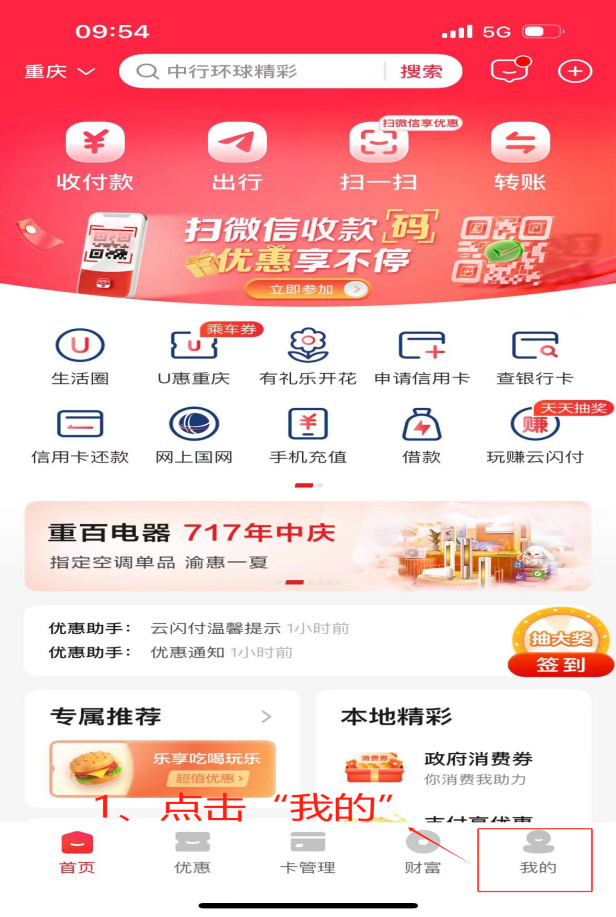 09:54
5G
重庆
中行环球精彩
搜索
扫微信享优惠
收付款
出行
扫一扫
转账
扫微信收款码
优惠享不停
立即参加
乘车券
生活圈
U惠重庆
有礼乐开花
申请信用卡
查银行卡
天天抽奖
赚
信用卡还款
网上国网
手机充值
借款
玩赚云闪付
重百电器 717年中庆
指定空调单品 渝惠一夏
优惠助手： 云闪付温馨提示 1小时前
优惠助手： 优惠通知 1小时前
抽大奖
签到
专属推荐
本地精彩
乐享吃喝玩乐
超值优惠
消费券
政府消费券
你消费我助力
支付享优惠
1、点击“我的”
首页
优惠
卡管理
财富
我的